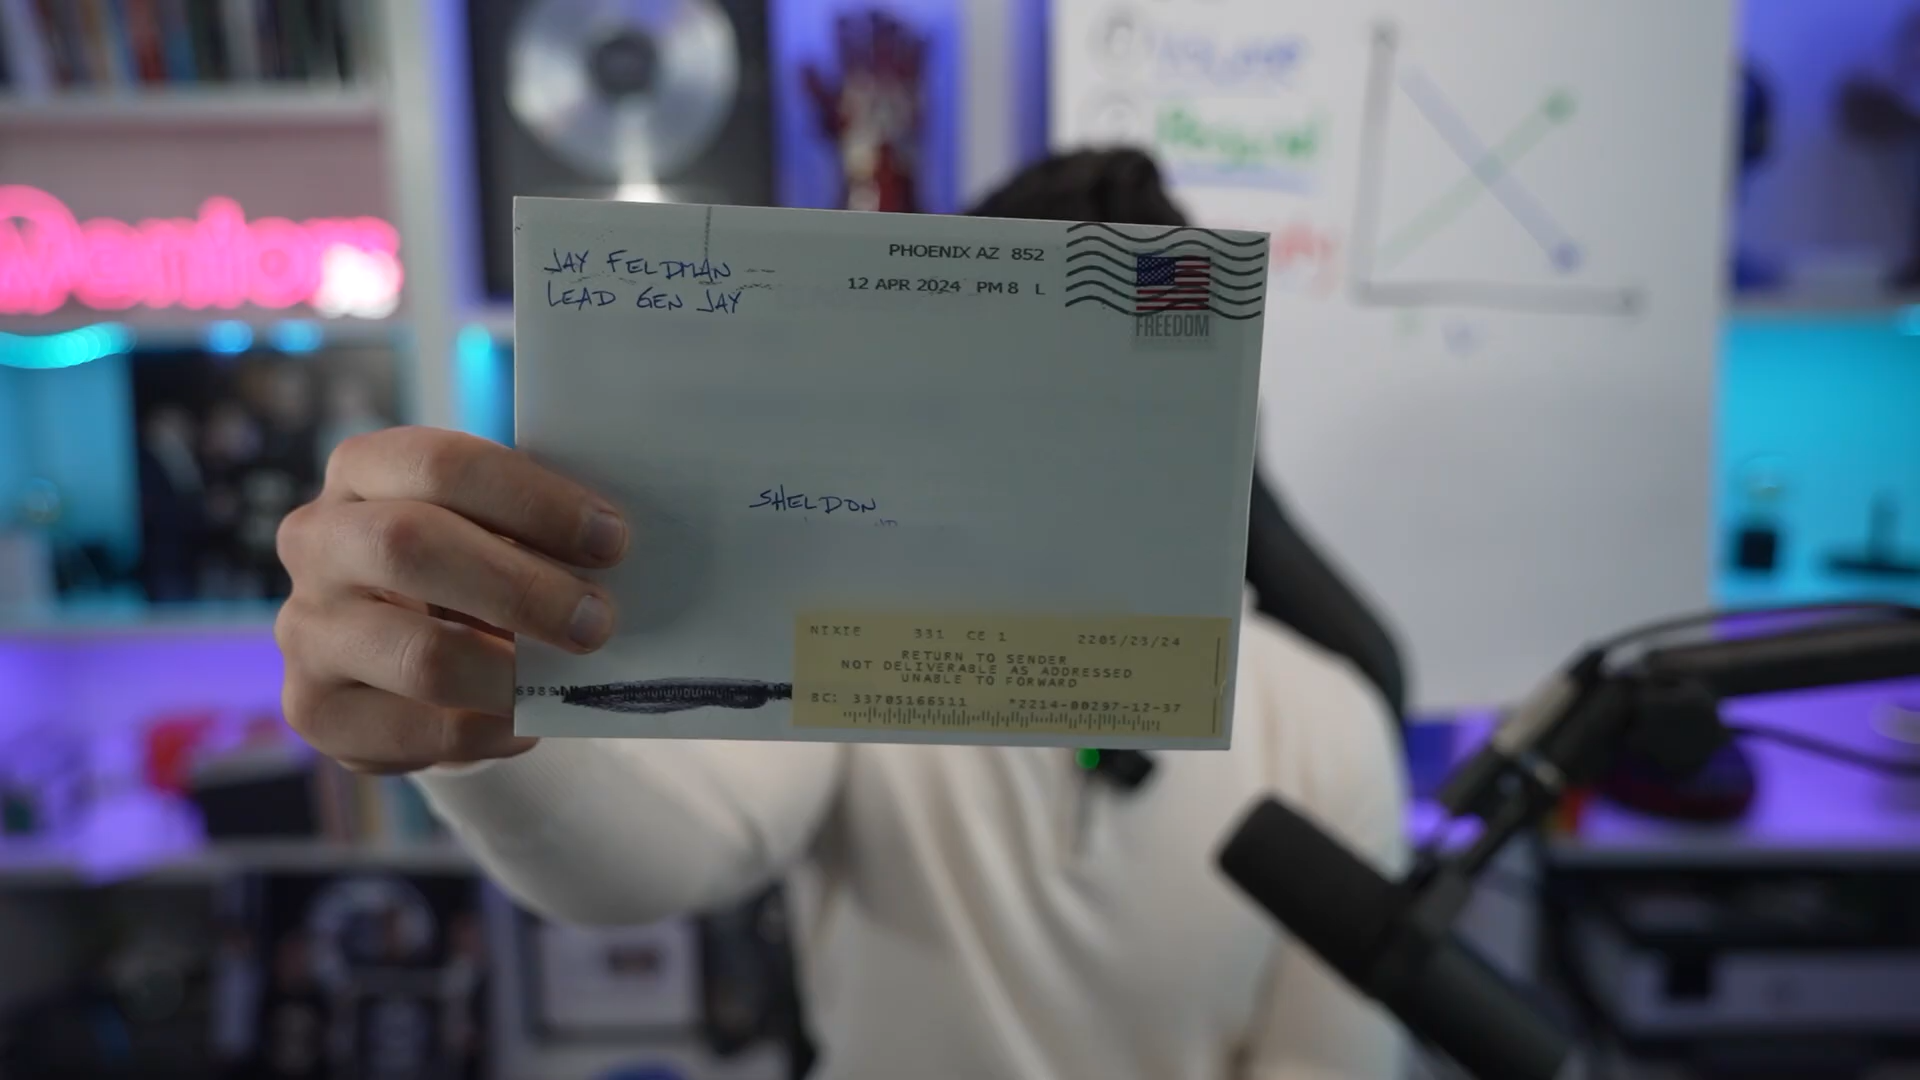 JAY FELDMAN
LEAD GEN JAY
PHOENIX AZ 852
12 APR 2024 PM 8 L
FREEDOM
SHELDON
NIXIE 331 CE 1 2205/23/24
RETURN TO SENDER
NOT DELIVERABLE AS ADDRESSED
UNABLE TO FORWARD
BC: 33705166511 *2214-00297-12-37
6989